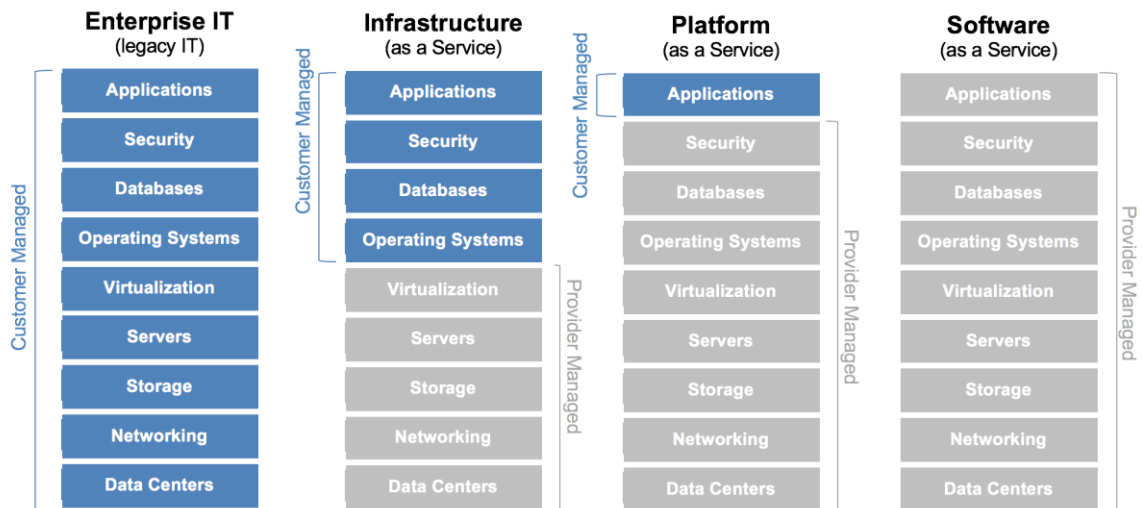 Enterprise IT
(legacy IT)
Customer Managed
Applications
Security
Databases
Operating Systems
Virtualization
Servers
Storage
Networking
Data Centers
Infrastructure
(as a Service)
Customer Managed
Applications
Security
Databases
Operating Systems
Virtualization
Servers
Storage
Networking
Data Centers
Provider Managed
Platform
(as a Service)
Customer Managed
Applications
Security
Databases
Operating Systems
Virtualization
Servers
Storage
Networking
Data Centers
Provider Managed
Software
(as a Service)
Applications
Security
Databases
Operating Systems
Virtualization
Servers
Storage
Networking
Data Centers
Provider Managed